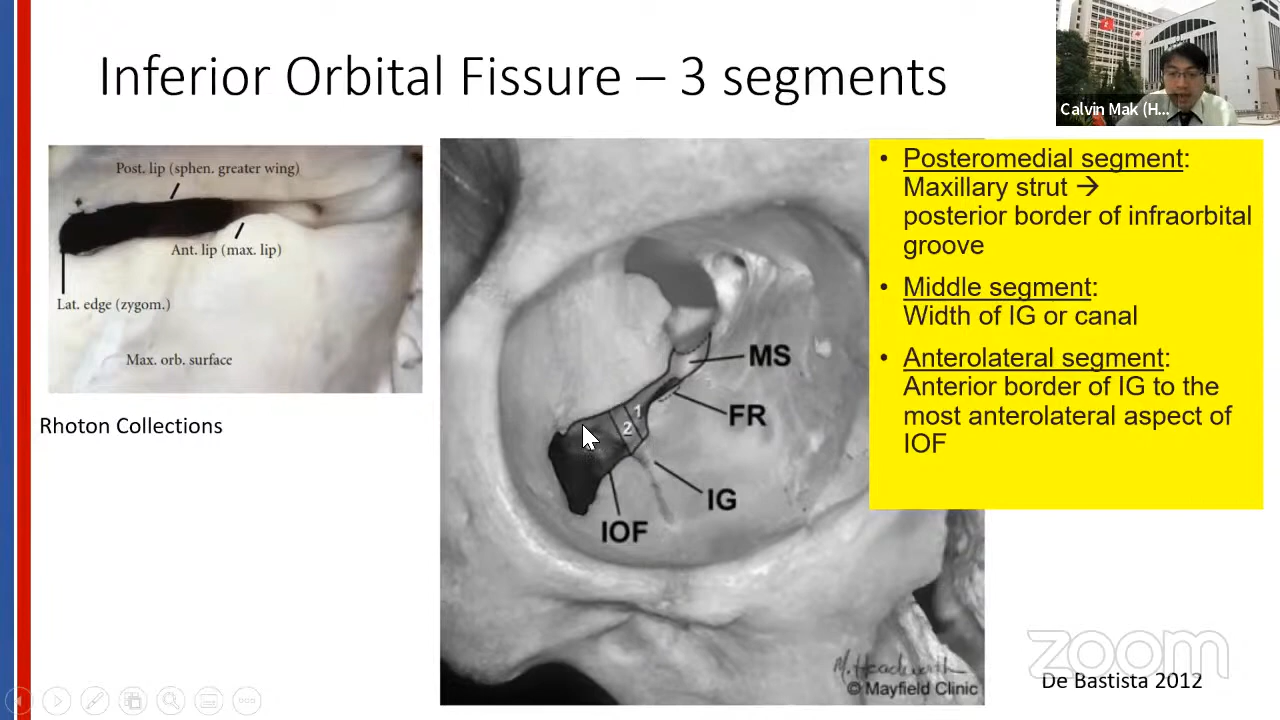 Inferior Orbital Fissure – 3 segments
Calvin Mak (H...
Post. lip (sphen. greater wing)
Ant. lip (max. lip)
Lat. edge (zygom.)
Max. orb. surface
Rhoton Collections
MS
1
FR
2
IG
IOF
M. Headworth
© Mayfield Clinic
• Posteromedial segment:
Maxillary strut →
posterior border of infraorbital
groove
• Middle segment:
Width of IG or canal
• Anterolateral segment:
Anterior border of IG to the
most anterolateral aspect of
IOF
zoom
De Bastista 2012